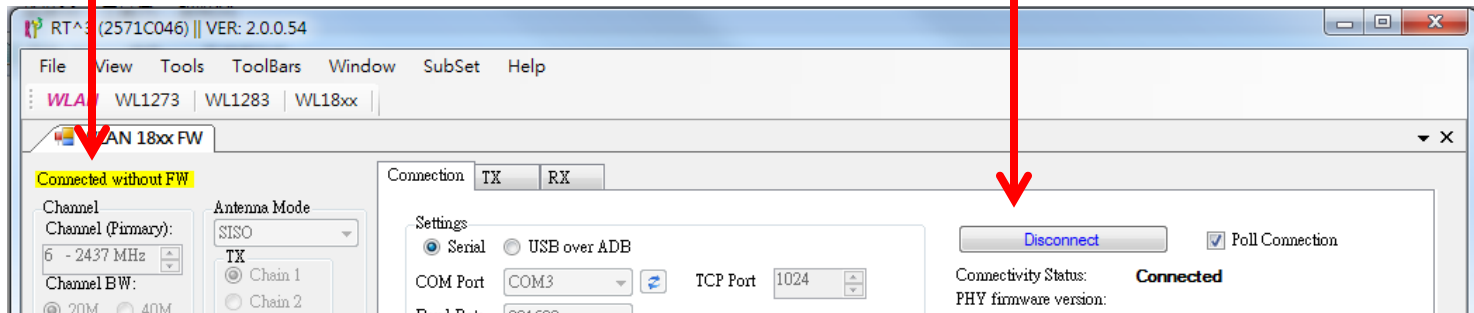 RT^3 (2571C046) || VER: 2.0.0.54
File View Tools ToolBars Window SubSet Help
WLAN WL1273 WL1283 WL18xx
WLAN 18xx FW
Connected without FW
Connection TX RX
Channel
Channel (Pirmary):
6 - 2437 MHz
Channel BW:
20M 40M
Antenna Mode
SISO
TX
Chain 1
Chain 2
Settings
Serial USB over ADB
COM Port COM3 TCP Port 1024
Disconnect Poll Connection
Connectivity Status: Connected
PHY firmware version: